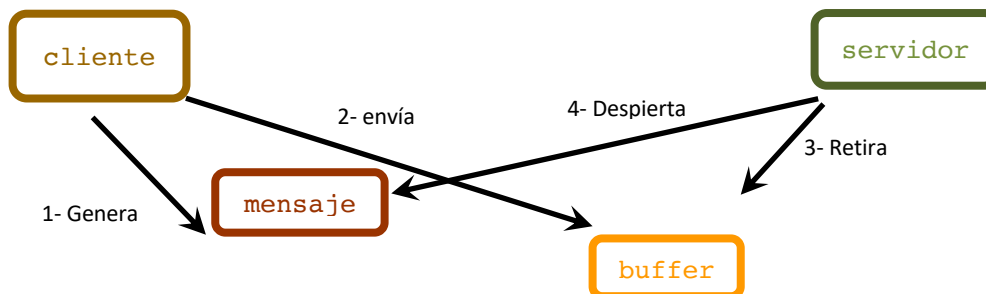 cliente
servidor
2- envía
4- Despierta
3- Retira
mensaje
1- Genera
buffer